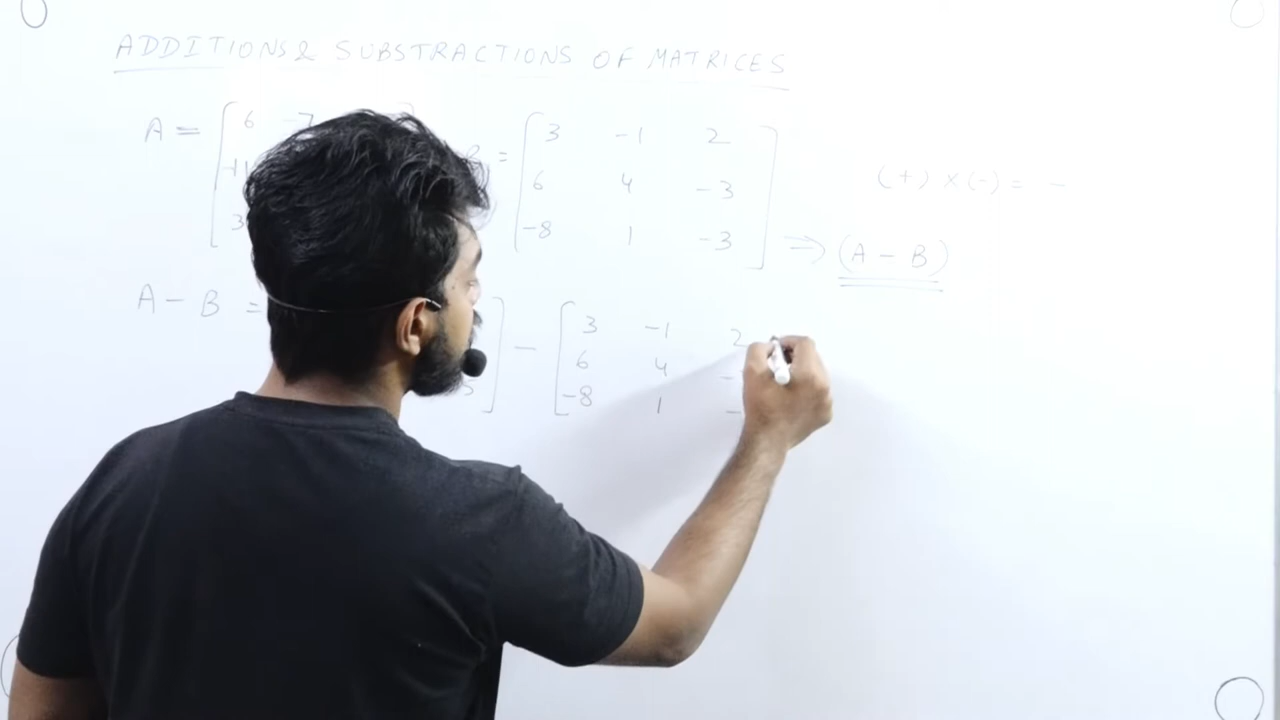 ADDITIONS & SUBSTRACTIONS OF MATRICES
A = [ 6 -7
= [ 3 -1 2 ]
6 4 -3
3
-8 1 -3
(+) × (-) = -
⇒ (A - B)
A - B =
] - [ 3 -1 2
6 4
-8 1